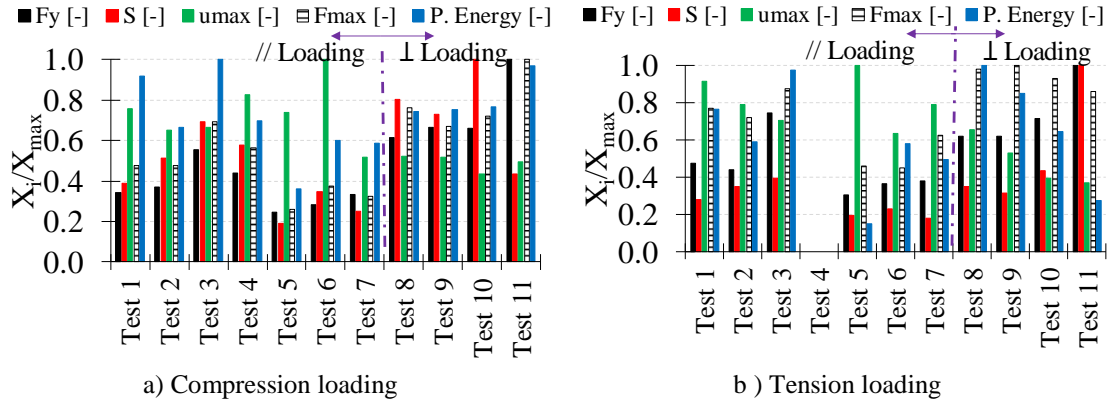 Fy [-] S [-] umax [-] Fmax [-] P. Energy [-]
// Loading ⊥ Loading
Xi/Xmax
1.0
0.8
0.6
0.4
0.2
0.0
Test 1
Test 2
Test 3
Test 4
Test 5
Test 6
Test 7
Test 8
Test 9
Test 10
Test 11
a) Compression loading
Fy [-] S [-] umax [-] Fmax [-] P. Energy [-]
// Loading ⊥ Loading
Xi/Xmax
1.0
0.8
0.6
0.4
0.2
0.0
Test 1
Test 2
Test 3
Test 4
Test 5
Test 6
Test 7
Test 8
Test 9
Test 10
Test 11
b ) Tension loading